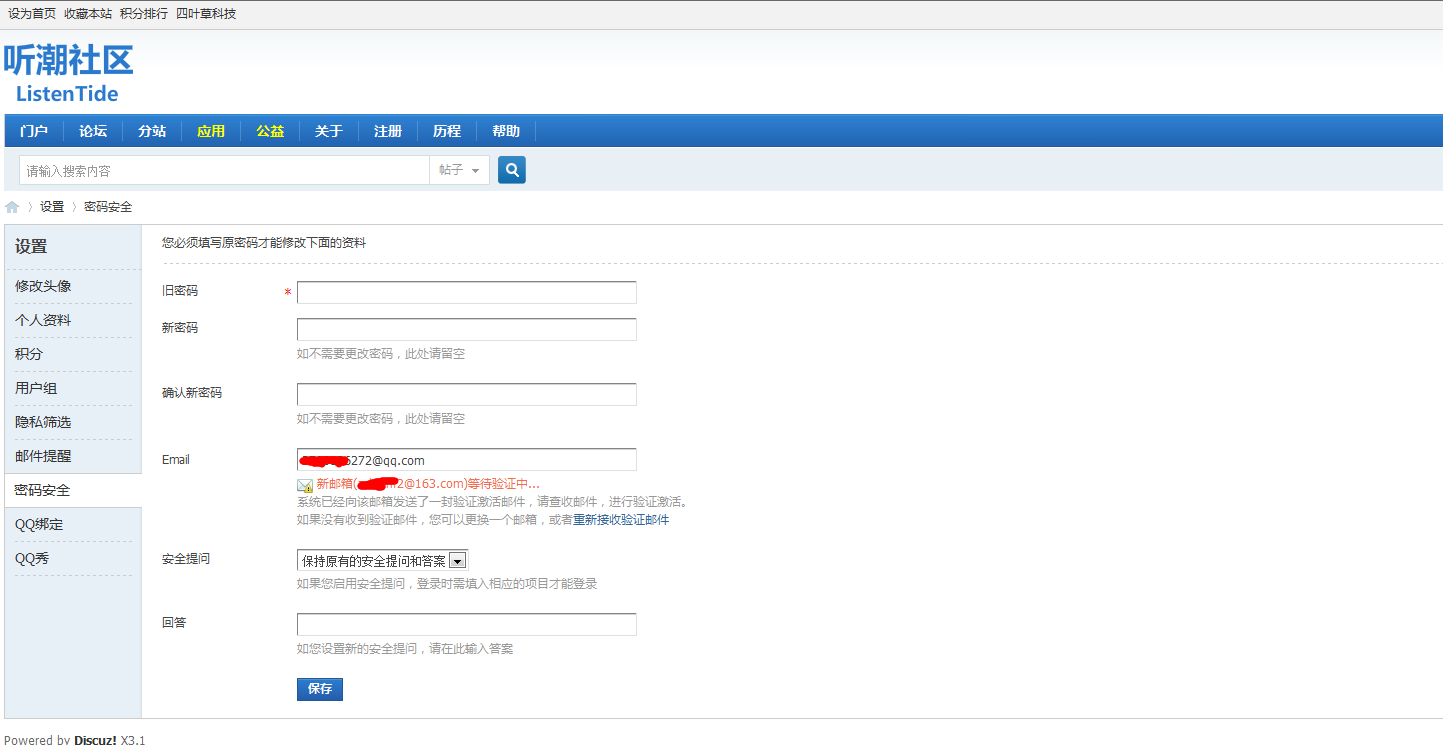 设为首页 收藏本站 积分排行 四叶草科技
听潮社区
ListenTide
门户 论坛 分站 应用 公益 关于 注册 历程 帮助
请输入搜索内容 帖子
设置 密码安全
设置
修改头像
个人资料
积分
用户组
隐私筛选
邮件提醒
密码安全
QQ绑定
QQ秀
您必须填写原密码才能修改下面的资料
旧密码 *
新密码
如不需要更改密码，此处请留空
确认新密码
如不需要更改密码，此处请留空
Email 5272@qq.com
新邮箱( 2@163.com)等待验证中...
系统已经向该邮箱发送了一封验证激活邮件，请查收邮件，进行验证激活。
如果没有收到验证邮件，您可以更换一个邮箱，或者重新接收验证邮件
安全提问 保持原有的安全提问和答案
如果您启用安全提问，登录时需填入相应的项目才能登录
回答
如您设置新的安全提问，请在此输入答案
保存
Powered by Discuz! X3.1